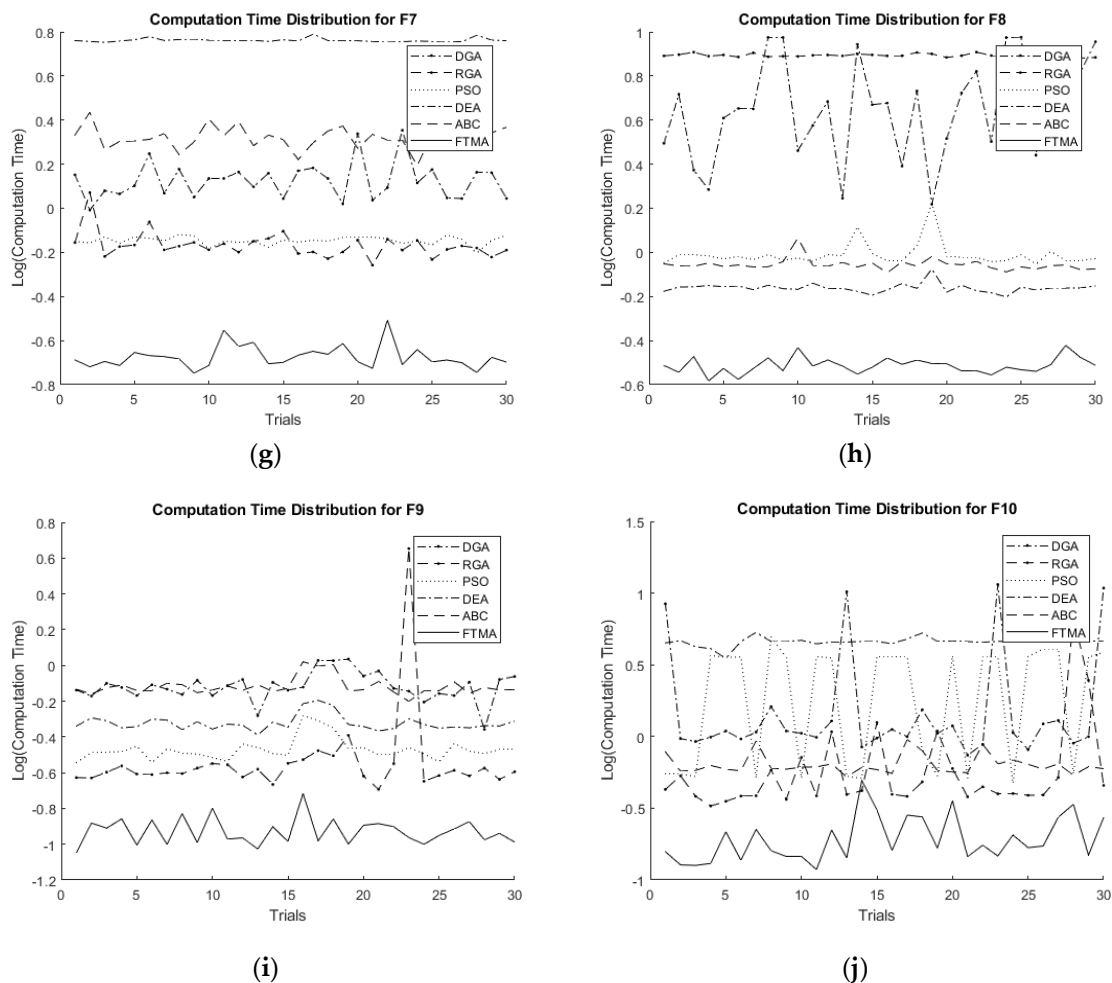 Computation Time Distribution for F7
0.8
0.6
0.4
0.2
0
-0.2
-0.4
-0.6
-0.8
Log(Computation Time)
0 5 10 15 20 25 30
Trials
DGA
RGA
PSO
DEA
ABC
FTMA
(g)
Computation Time Distribution for F8
1
0.8
0.6
0.4
0.2
0
-0.2
-0.4
-0.6
Log(Computation Time)
0 5 10 15 20 25 30
Trials
DGA
RGA
PSO
DEA
ABC
FTMA
(h)
Computation Time Distribution for F9
0.8
0.6
0.4
0.2
0
-0.2
-0.4
-0.6
-0.8
-1
-1.2
Log(Computation Time)
0 5 10 15 20 25 30
Trials
DGA
RGA
PSO
DEA
ABC
FTMA
(i)
Computation Time Distribution for F10
1.5
1
0.5
0
-0.5
-1
Log(Computation Time)
0 5 10 15 20 25 30
Trials
DGA
RGA
PSO
DEA
ABC
FTMA
(j)